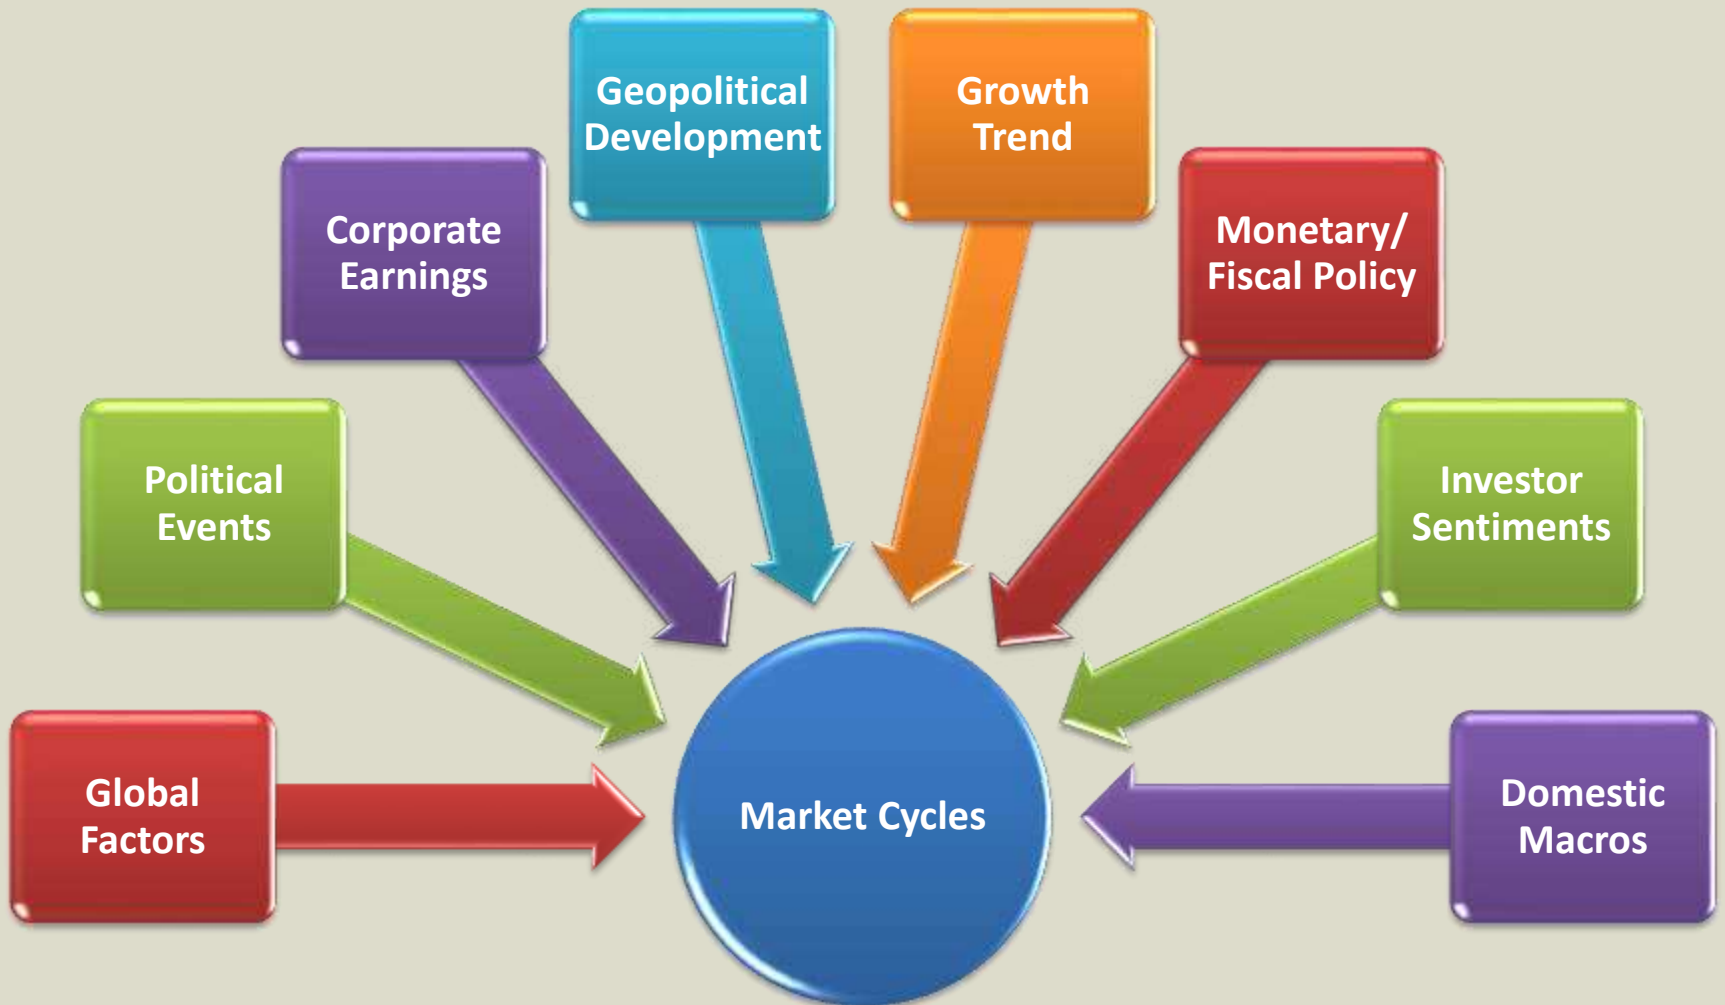 Geopolitical
Development
Growth
Trend
Corporate
Earnings
Monetary/
Fiscal Policy
Political
Events
Investor
Sentiments
Global
Factors
Market Cycles
Domestic
Macros